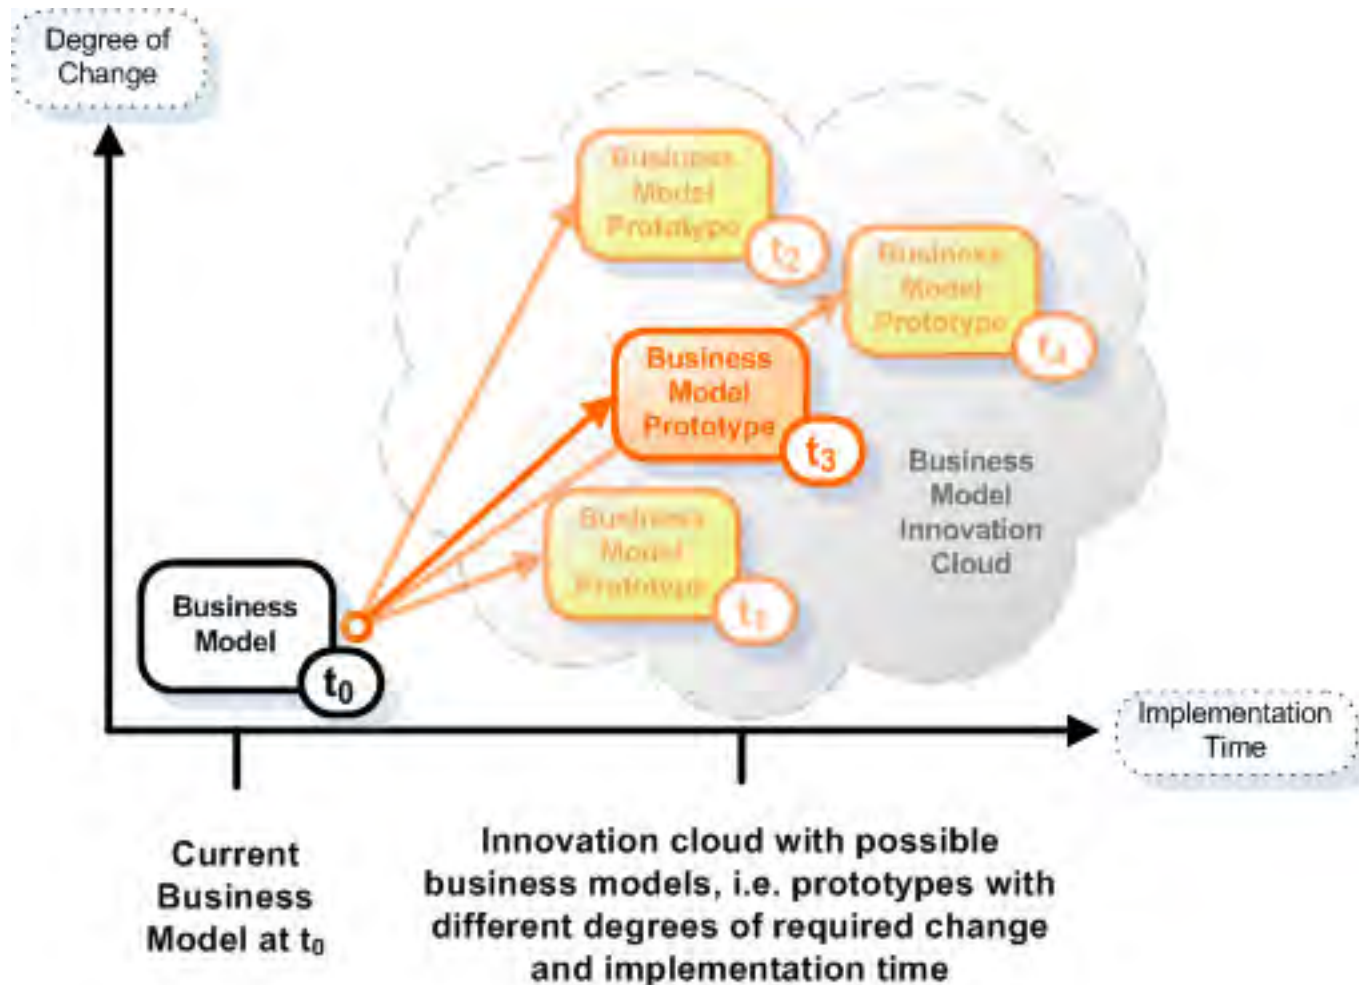 Degree of
Change
Business
Model
Prototype
t2
Business
Model
Prototype
t4
Business
Model
Prototype
t3
Business
Model
Innovation
Cloud
Business
Model
Prototype
t1
Business
Model
t0
Implementation
Time
Current
Business
Model at t0
Innovation cloud with possible
business models, i.e. prototypes with
different degrees of required change
and implementation time